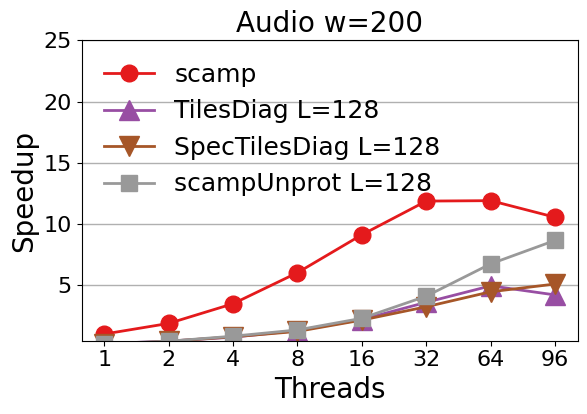 Audio w=200
25
20
15
10
5
Speedup
scamp
TilesDiag L=128
SpecTilesDiag L=128
scampUnprot L=128
1 2 4 8 16 32 64 96
Threads